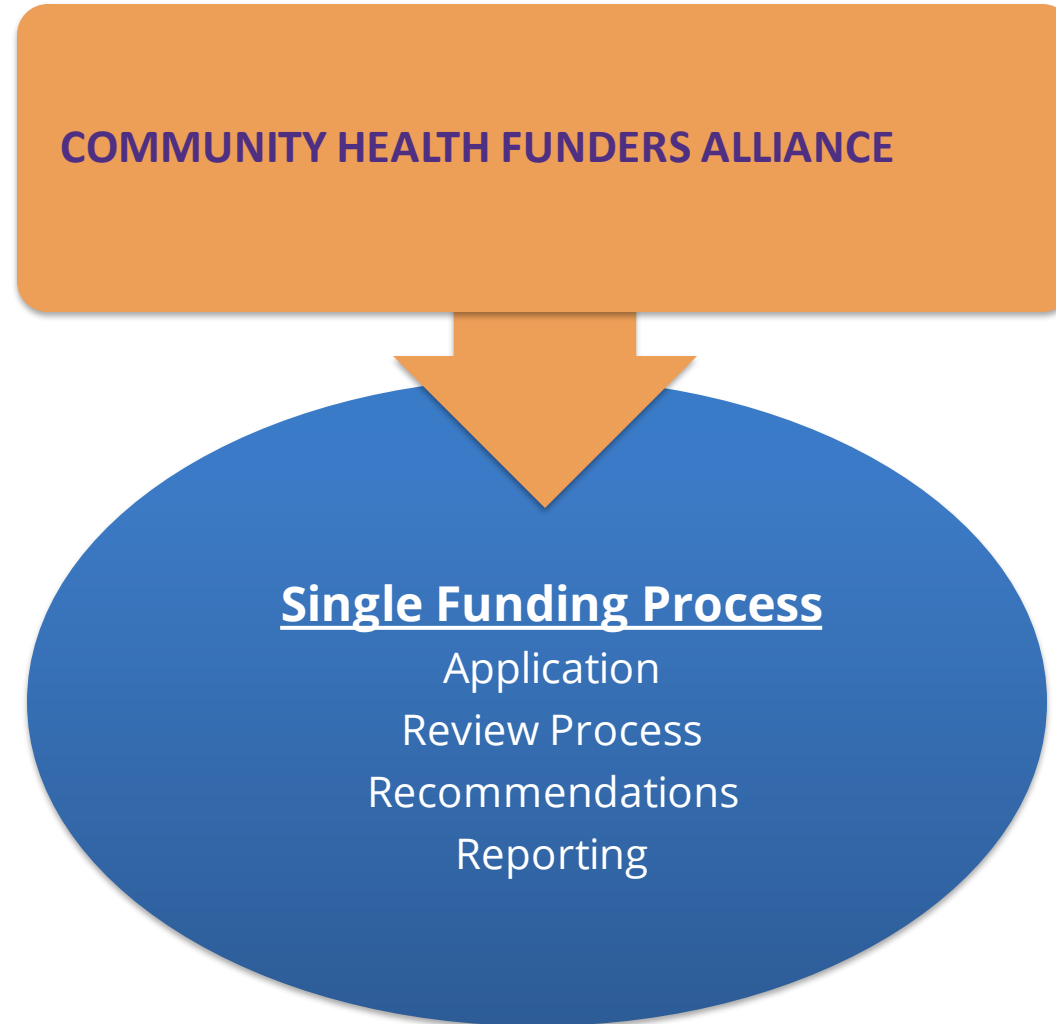 COMMUNITY HEALTH FUNDERS ALLIANCE
Single Funding Process
Application
Review Process
Recommendations
Reporting